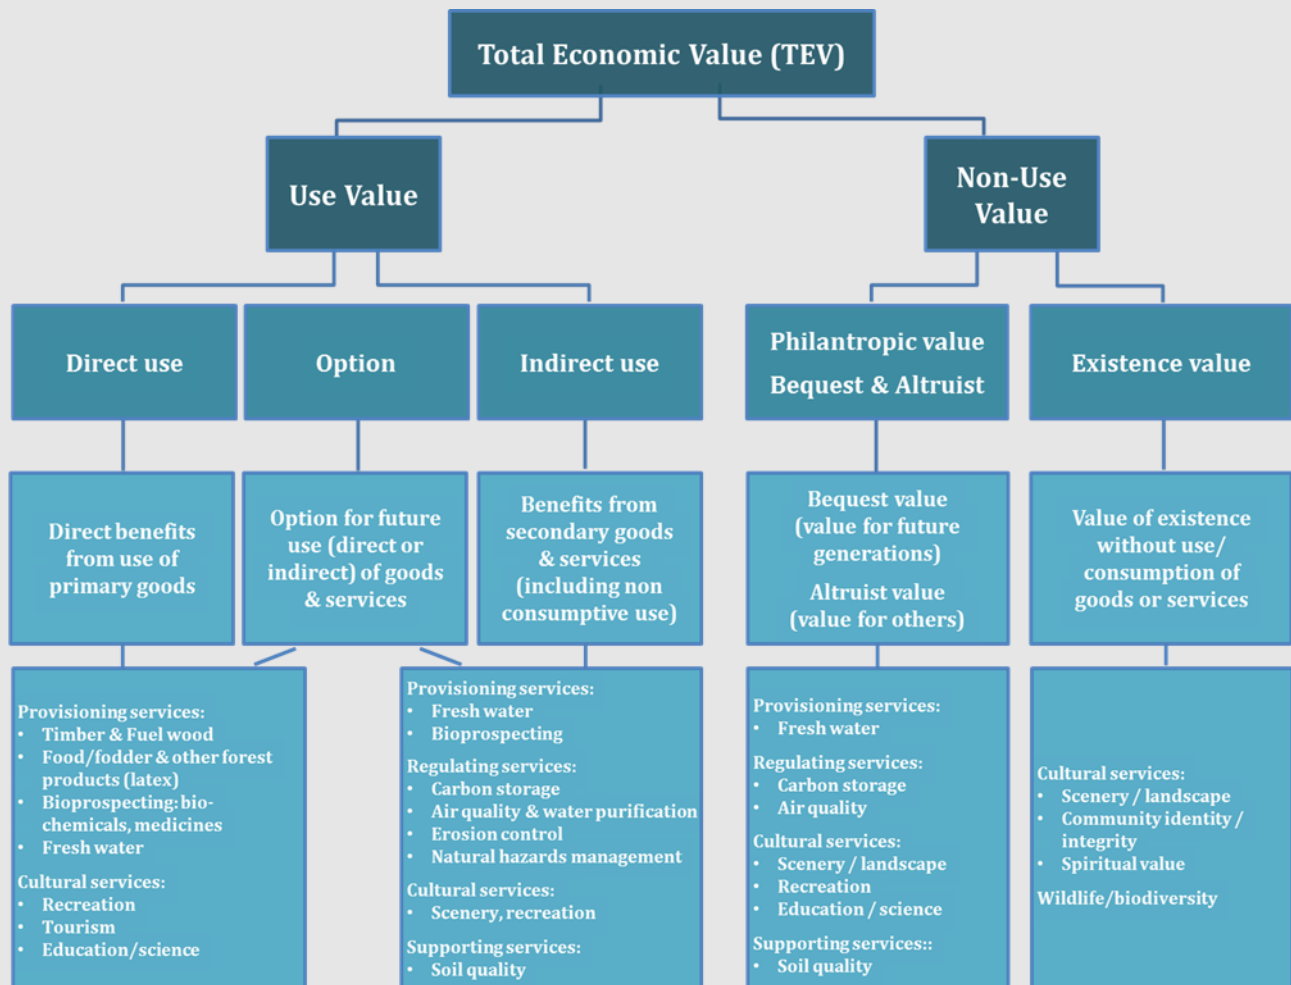 Total Economic Value (TEV)
Use Value
Non-Use
Value
Direct use
Option
Indirect use
Philantropic value
Bequest & Altruist
Existence value
Direct benefits
from use of
primary goods
Option for future
use (direct or
indirect) of goods
& services
Benefits from
secondary goods
& services
(including non
consumptive use)
Bequest value
(value for future
generations)
Altruist value
(value for others)
Value of existence
without use/
consumption of
goods or services
Provisioning services:
• Timber & Fuel wood
• Food/fodder & other forest
products (latex)
• Bioprospecting: bio-
chemicals, medicines
• Fresh water
Cultural services:
• Recreation
• Tourism
• Education/science
Provisioning services:
• Fresh water
• Bioprospecting
Regulating services:
• Carbon storage
• Air quality & water purification
• Erosion control
• Natural hazards management
Cultural services:
• Scenery, recreation
Supporting services:
• Soil quality
Provisioning services:
• Fresh water
Regulating services:
• Carbon storage
• Air quality
Cultural services:
• Scenery / landscape
• Recreation
• Education / science
Supporting services::
• Soil quality
Cultural services:
• Scenery / landscape
• Community identity /
integrity
• Spiritual value
Wildlife/biodiversity